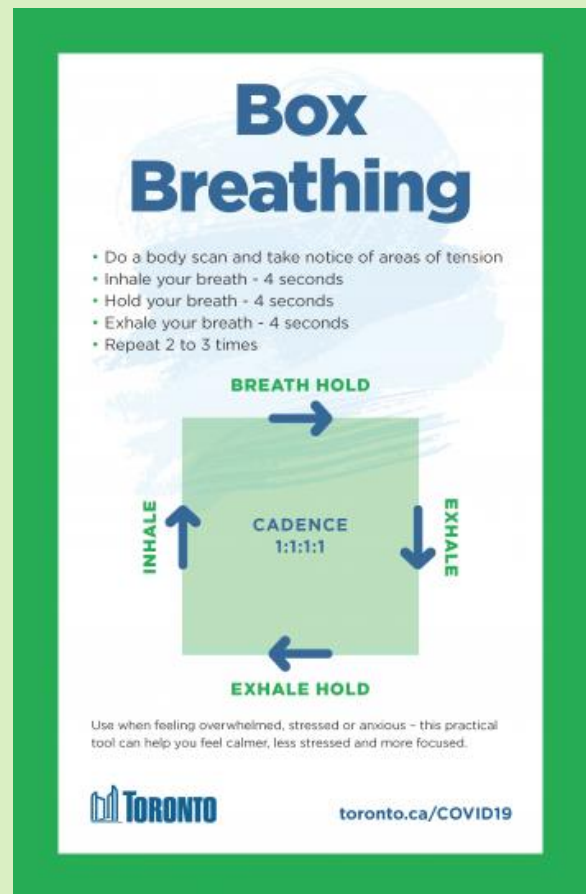 Box
Breathing
• Do a body scan and take notice of areas of tension
• Inhale your breath - 4 seconds
• Hold your breath - 4 seconds
• Exhale your breath - 4 seconds
• Repeat 2 to 3 times
BREATH HOLD
INHALE
CADENCE
1:1:1:1
EXHALE
EXHALE HOLD
Use when feeling overwhelmed, stressed or anxious – this practical
tool can help you feel calmer, less stressed and more focused.
TORONTO
toronto.ca/COVID19